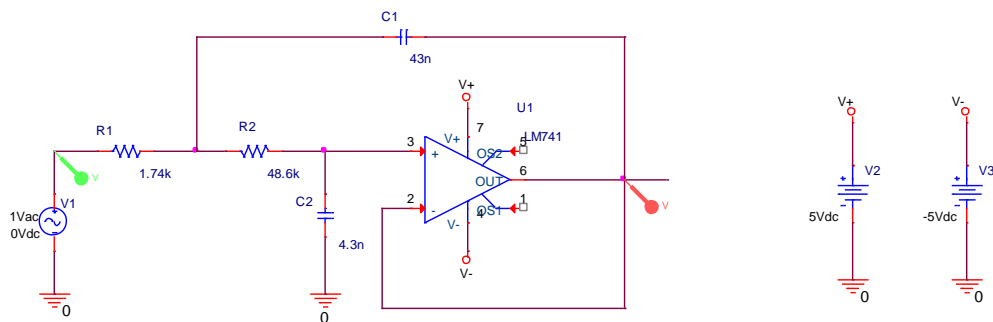 C1
43n
V+
U1
7
LM741
R1
R2
3
+
V+
OS2
5
1.74k
48.6k
OUT
6
V
V
V1
1Vac
0Vdc
C2
4.3n
2
-
V-
4
OS1
1
V-
0
0
V+
V2
5Vdc
0
V-
V3
-5Vdc
0